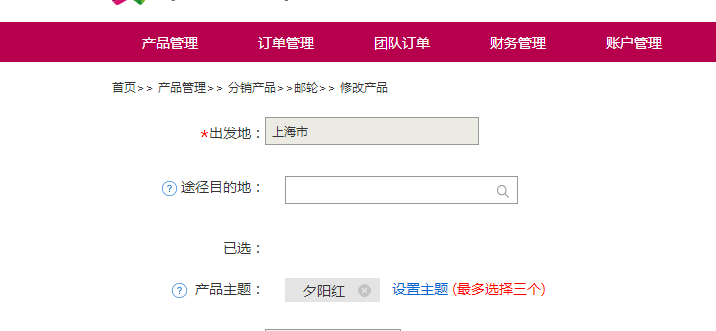 产品管理 订单管理 团队订单 财务管理 账户管理
首页>> 产品管理>> 分销产品>>邮轮>> 修改产品
*出发地： 上海市
? 途径目的地：
已选：
? 产品主题： 夕阳红 设置主题 (最多选择三个)